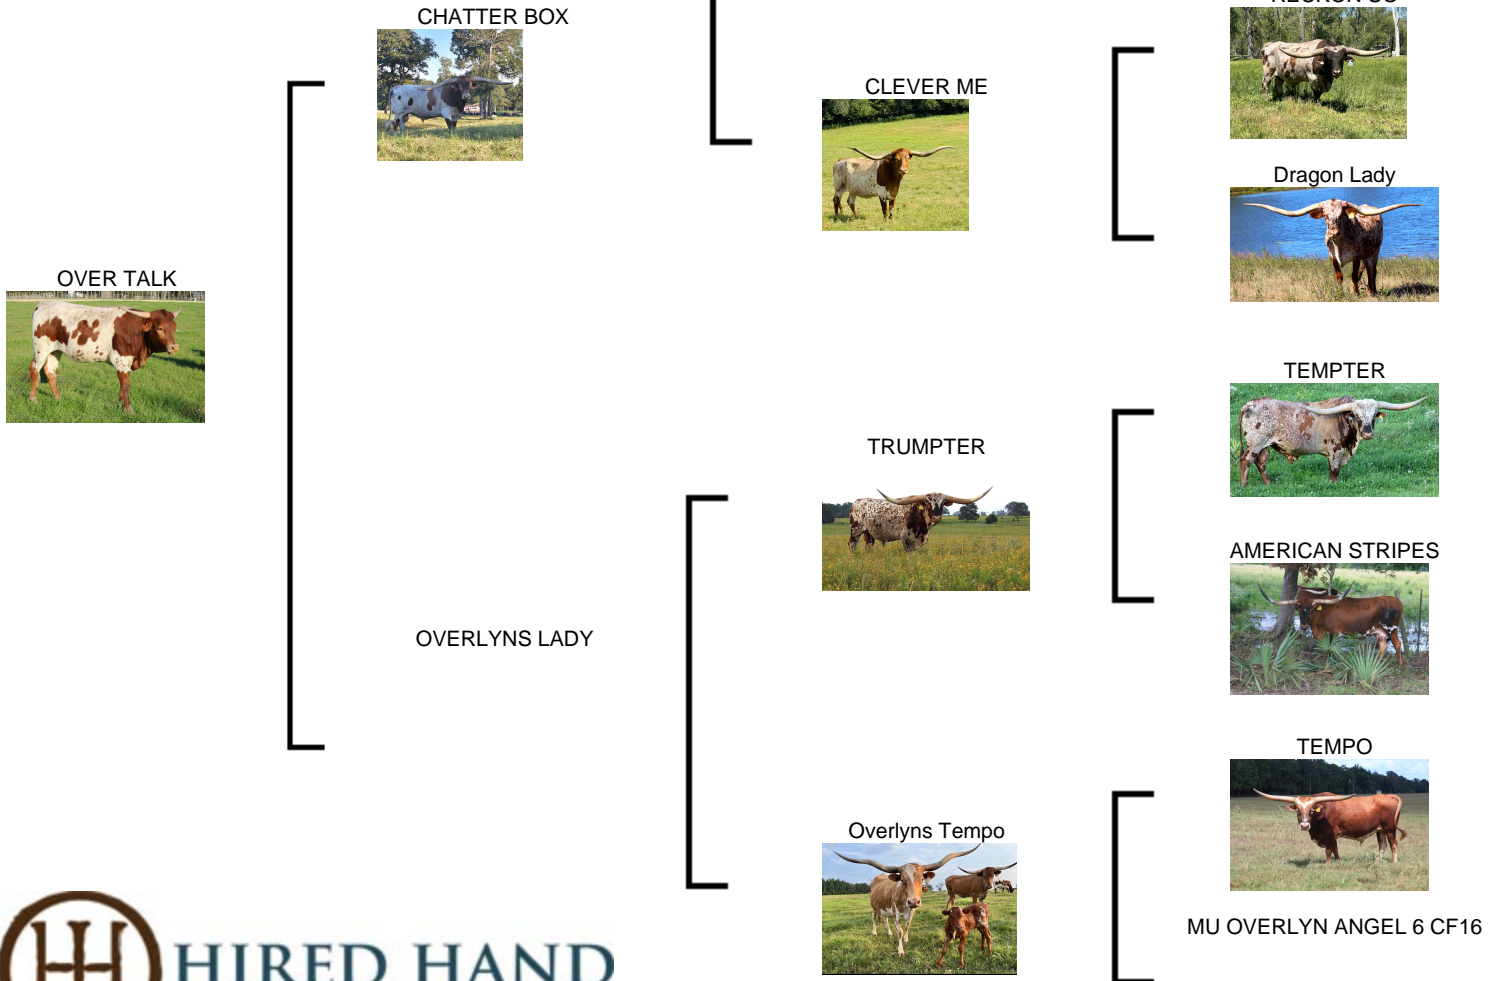 CHATTER BOX
CLEVER ME
Dragon Lady
OVER TALK
TEMPTER
TRUMPTER
AMERICAN STRIPES
OVERLYNS LADY
TEMPO
Overlyns Tempo
MU OVERLYN ANGEL 6 CF16
HIRED HAND